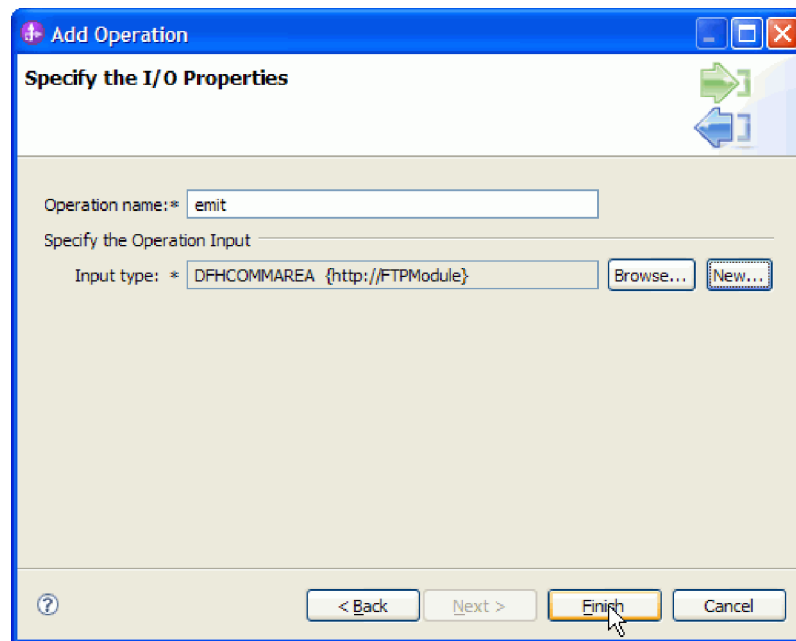 Add Operation
Specify the I/O Properties
Operation name:* emit
Specify the Operation Input
Input type: * DFHCOMMAREA {http://FTPModule} Browse... New...
? < Back Next > Finish Cancel